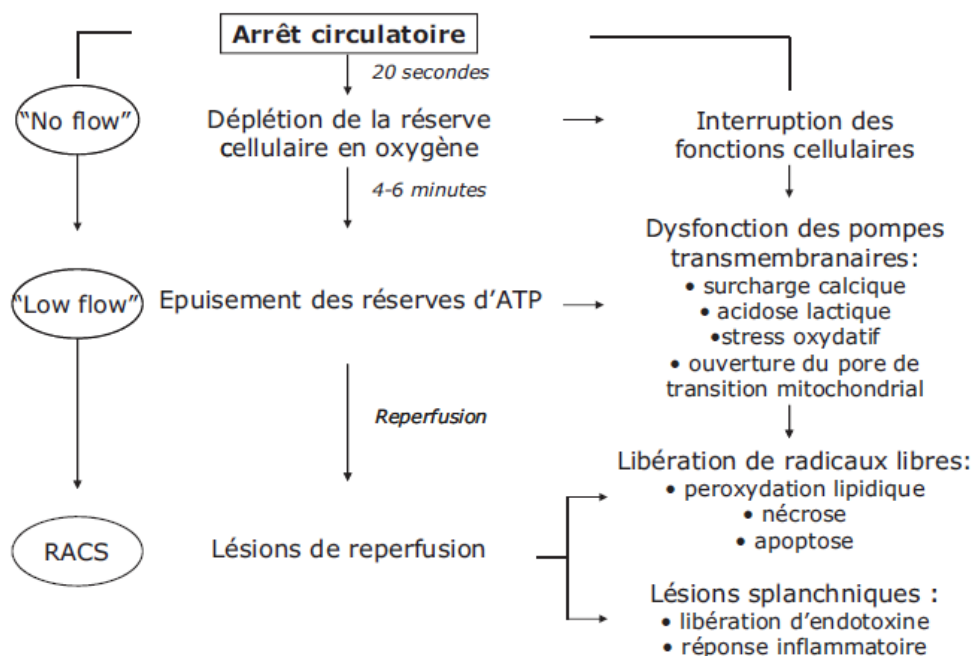 Arrêt circulatoire
20 secondes
"No flow"
Déplétion de la réserve
cellulaire en oxygène
Interruption des
fonctions cellulaires
4-6 minutes
Dysfonction des pompes
transmembranaires:
• surcharge calcique
• acidose lactique
•stress oxydatif
• ouverture du pore de
transition mitochondrial
"Low flow"
Epuisement des réserves d'ATP
Reperfusion
Libération de radicaux libres:
• peroxydation lipidique
• nécrose
• apoptose
RACS
Lésions de reperfusion
Lésions splanchniques :
• libération d'endotoxine
• réponse inflammatoire